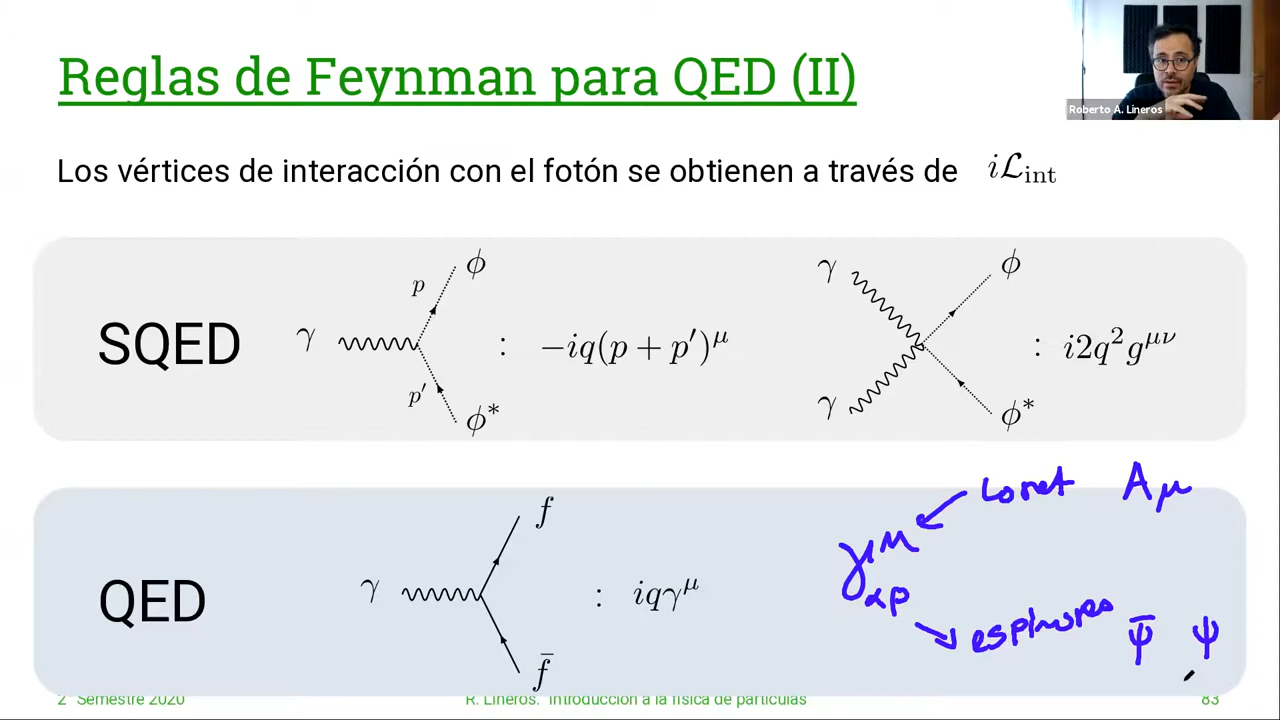 Reglas de Feynman para QED (II)
Roberto A. Lineros
Los vértices de interacción con el fotón se obtienen a través de iℒ_int
SQED
γ p ϕ p′ ϕ* : −iq(p + p′)^μ
γ γ ϕ ϕ* : i2q²g^{μν}
QED
γ f f̄ : iqγ^μ
γ^μ_{αβ}
Lorentz A_μ
espinores ψ̄ ψ
2° Semestre 2020
R. Lineros. "Introducción a la física de partículas
83